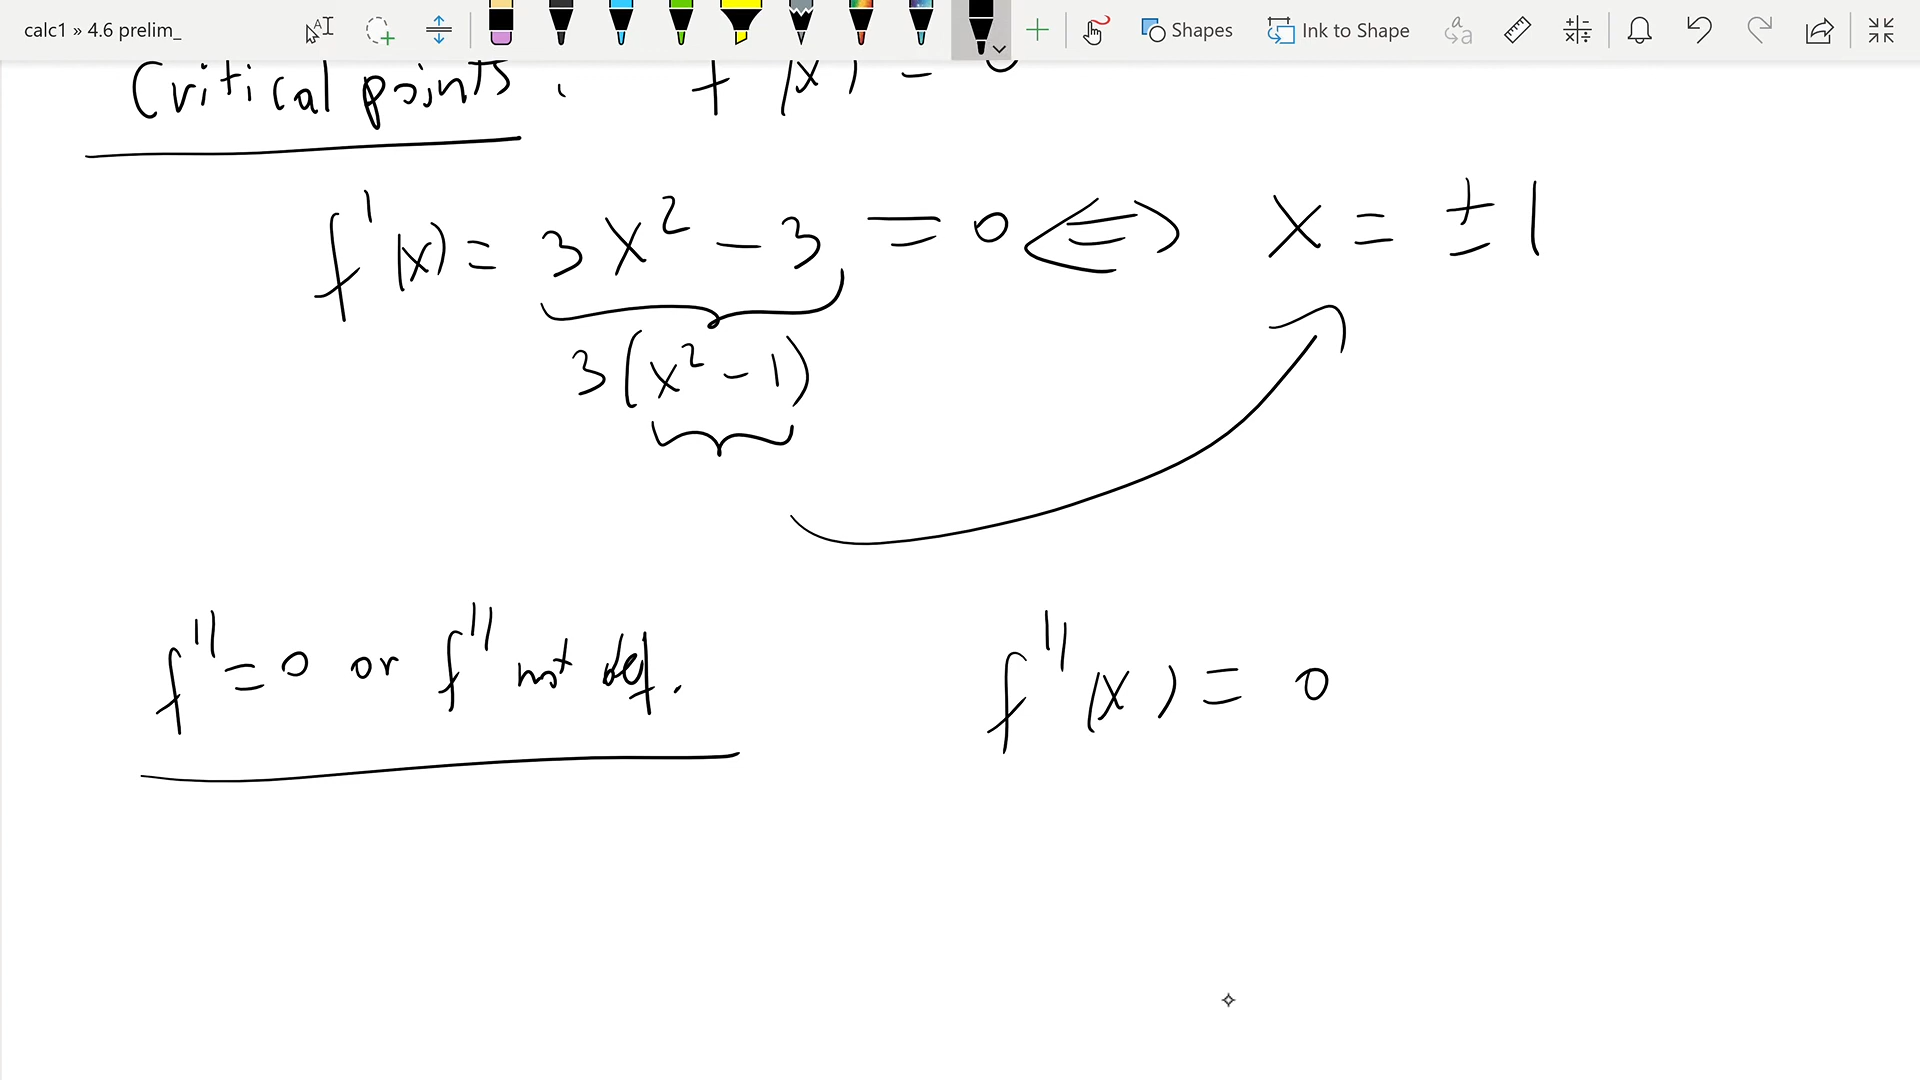 calc1 » 4.6 prelim_
Shapes
Ink to Shape
Critical points : f'(x) = 0
f'(x) = 3x² - 3 = 0 <=> x = ± 1
3(x² - 1)
f'' = 0 or f'' not def. f''(x) = 0